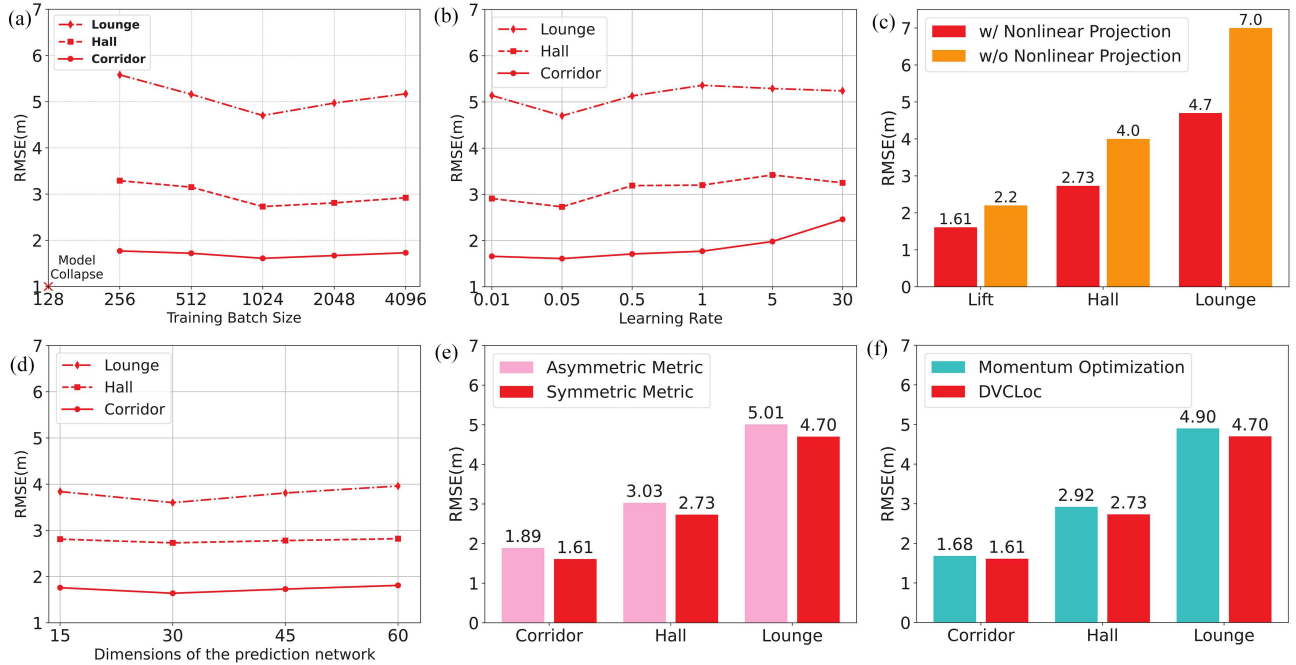 (a)
7
6
5
4
3
2
1
RMSE(m)
Lounge
Hall
Corridor
Model
Collapse
128 256 512 1024 2048 4096
Training Batch Size
(b)
7
6
5
4
3
2
1
RMSE(m)
Lounge
Hall
Corridor
0.01 0.05 0.5 1 5 30
Learning Rate
(c)
7
6
5
4
3
2
1
0
RMSE(m)
w/ Nonlinear Projection
w/o Nonlinear Projection
1.61 2.2 2.73 4.0 4.7 7.0
Lift Hall Lounge
(d)
7
6
5
4
3
2
1
RMSE(m)
Lounge
Hall
Corridor
15 30 45 60
Dimensions of the prediction network
(e)
7
6
5
4
3
2
1
0
RMSE(m)
Asymmetric Metric
Symmetric Metric
1.89 1.61 3.03 2.73 5.01 4.70
Corridor Hall Lounge
(f)
7
6
5
4
3
2
1
0
RMSE(m)
Momentum Optimization
DVCLoc
1.68 1.61 2.92 2.73 4.90 4.70
Corridor Hall Lounge